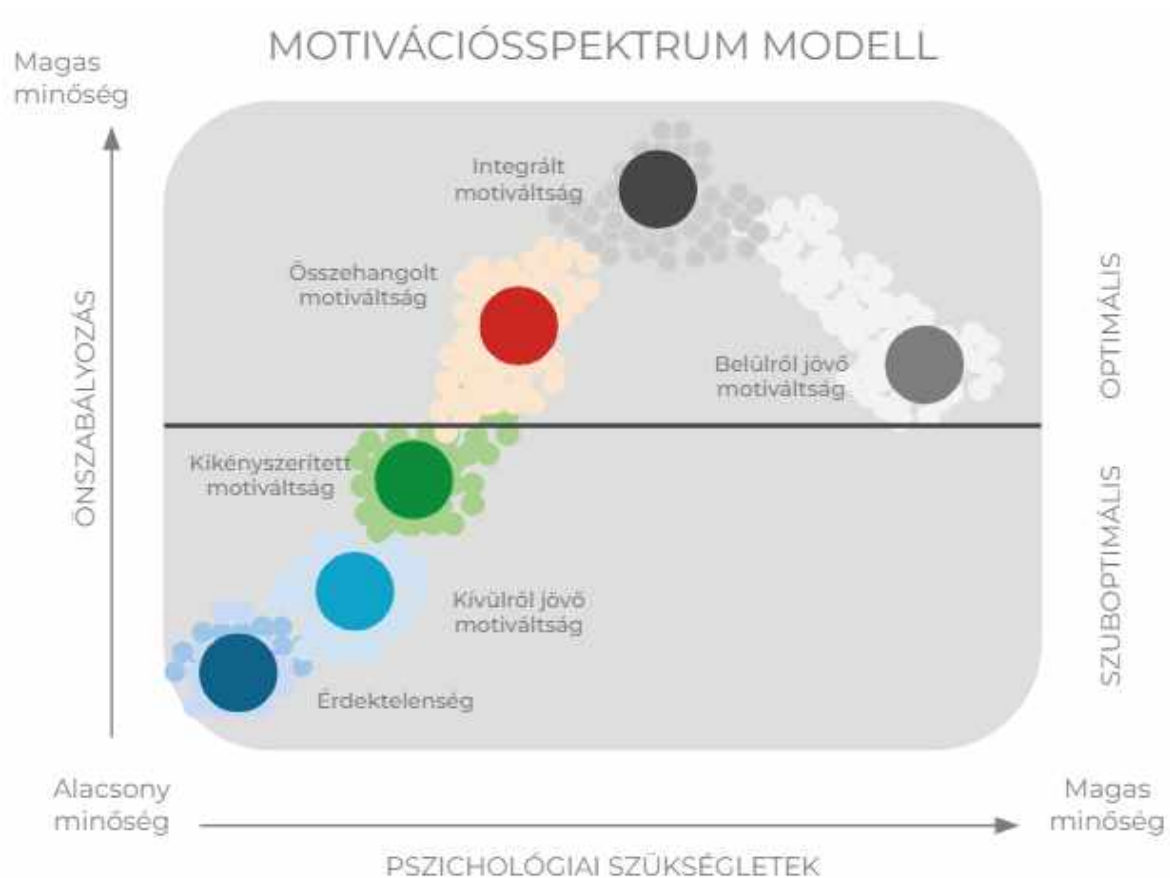 MOTIVÁCIÓSSPEKTRUM MODELL
Magas
minőség
Integrált
motiváltság
Összehangolt
motiváltság
Belülről jövő
motiváltság
Kikényszerített
motiváltság
Kívülről jövő
motiváltság
Érdektelenség
ÖNSZABÁLYOZÁS
OPTIMÁLIS
SZUBOPTIMÁLIS
Alacsony
minőség
Magas
minőség
PSZICHOLÓGIAI SZÜKSÉGLETEK